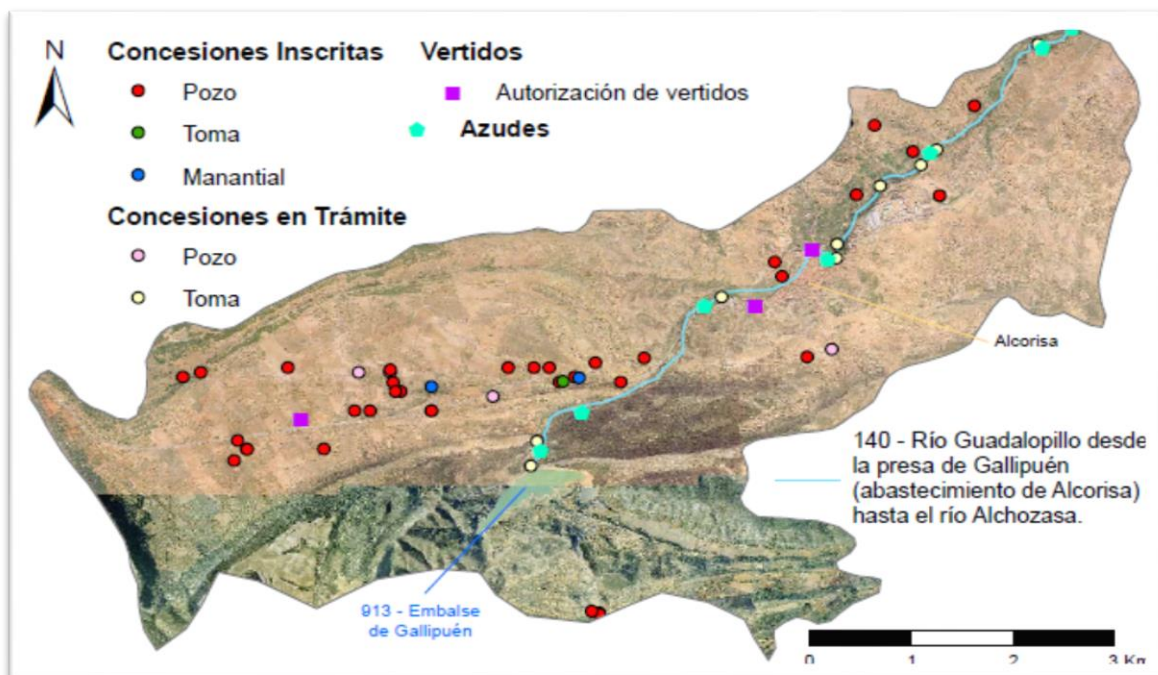 N
Concesiones Inscritas
Pozo
Toma
Manantial
Concesiones en Trámite
Pozo
Toma
Vertidos
Autorización de vertidos
Azudes
Alcorisa
140 - Río Guadalopillo desde
la presa de Gallipuén
(abastecimiento de Alcorisa)
hasta el río Alchozasa.
913 - Embalse
de Gallipuén
0 1 2 3 Km